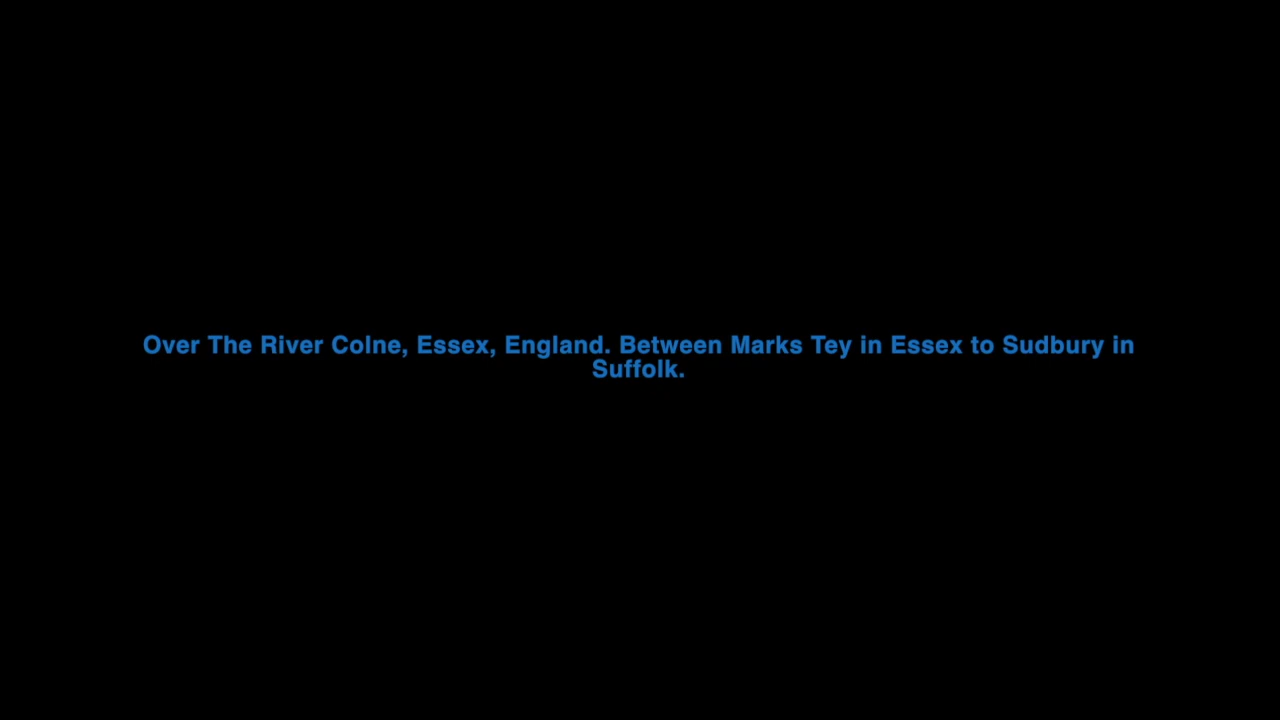 Over The River Colne, Essex, England. Between Marks Tey in Essex to Sudbury in
Suffolk.